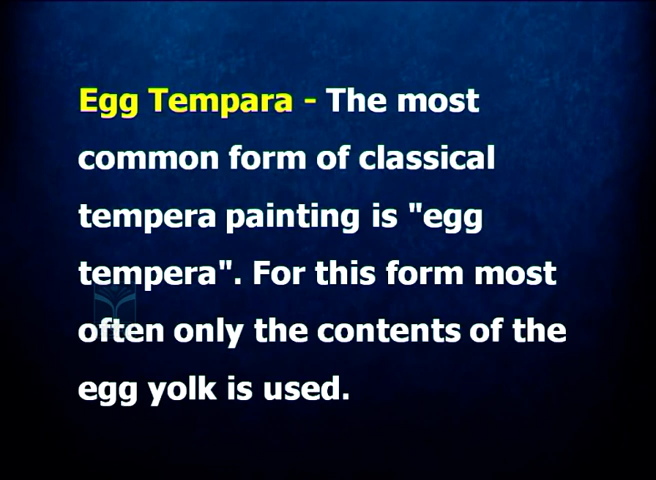 Egg Tempara - The most
common form of classical
tempera painting is "egg
tempera". For this form most
often only the contents of the
egg yolk is used.